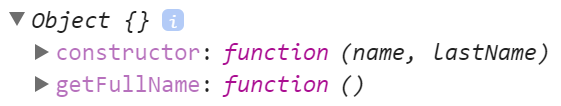 Object {} i
constructor: function (name, lastName)
getFullName: function ()